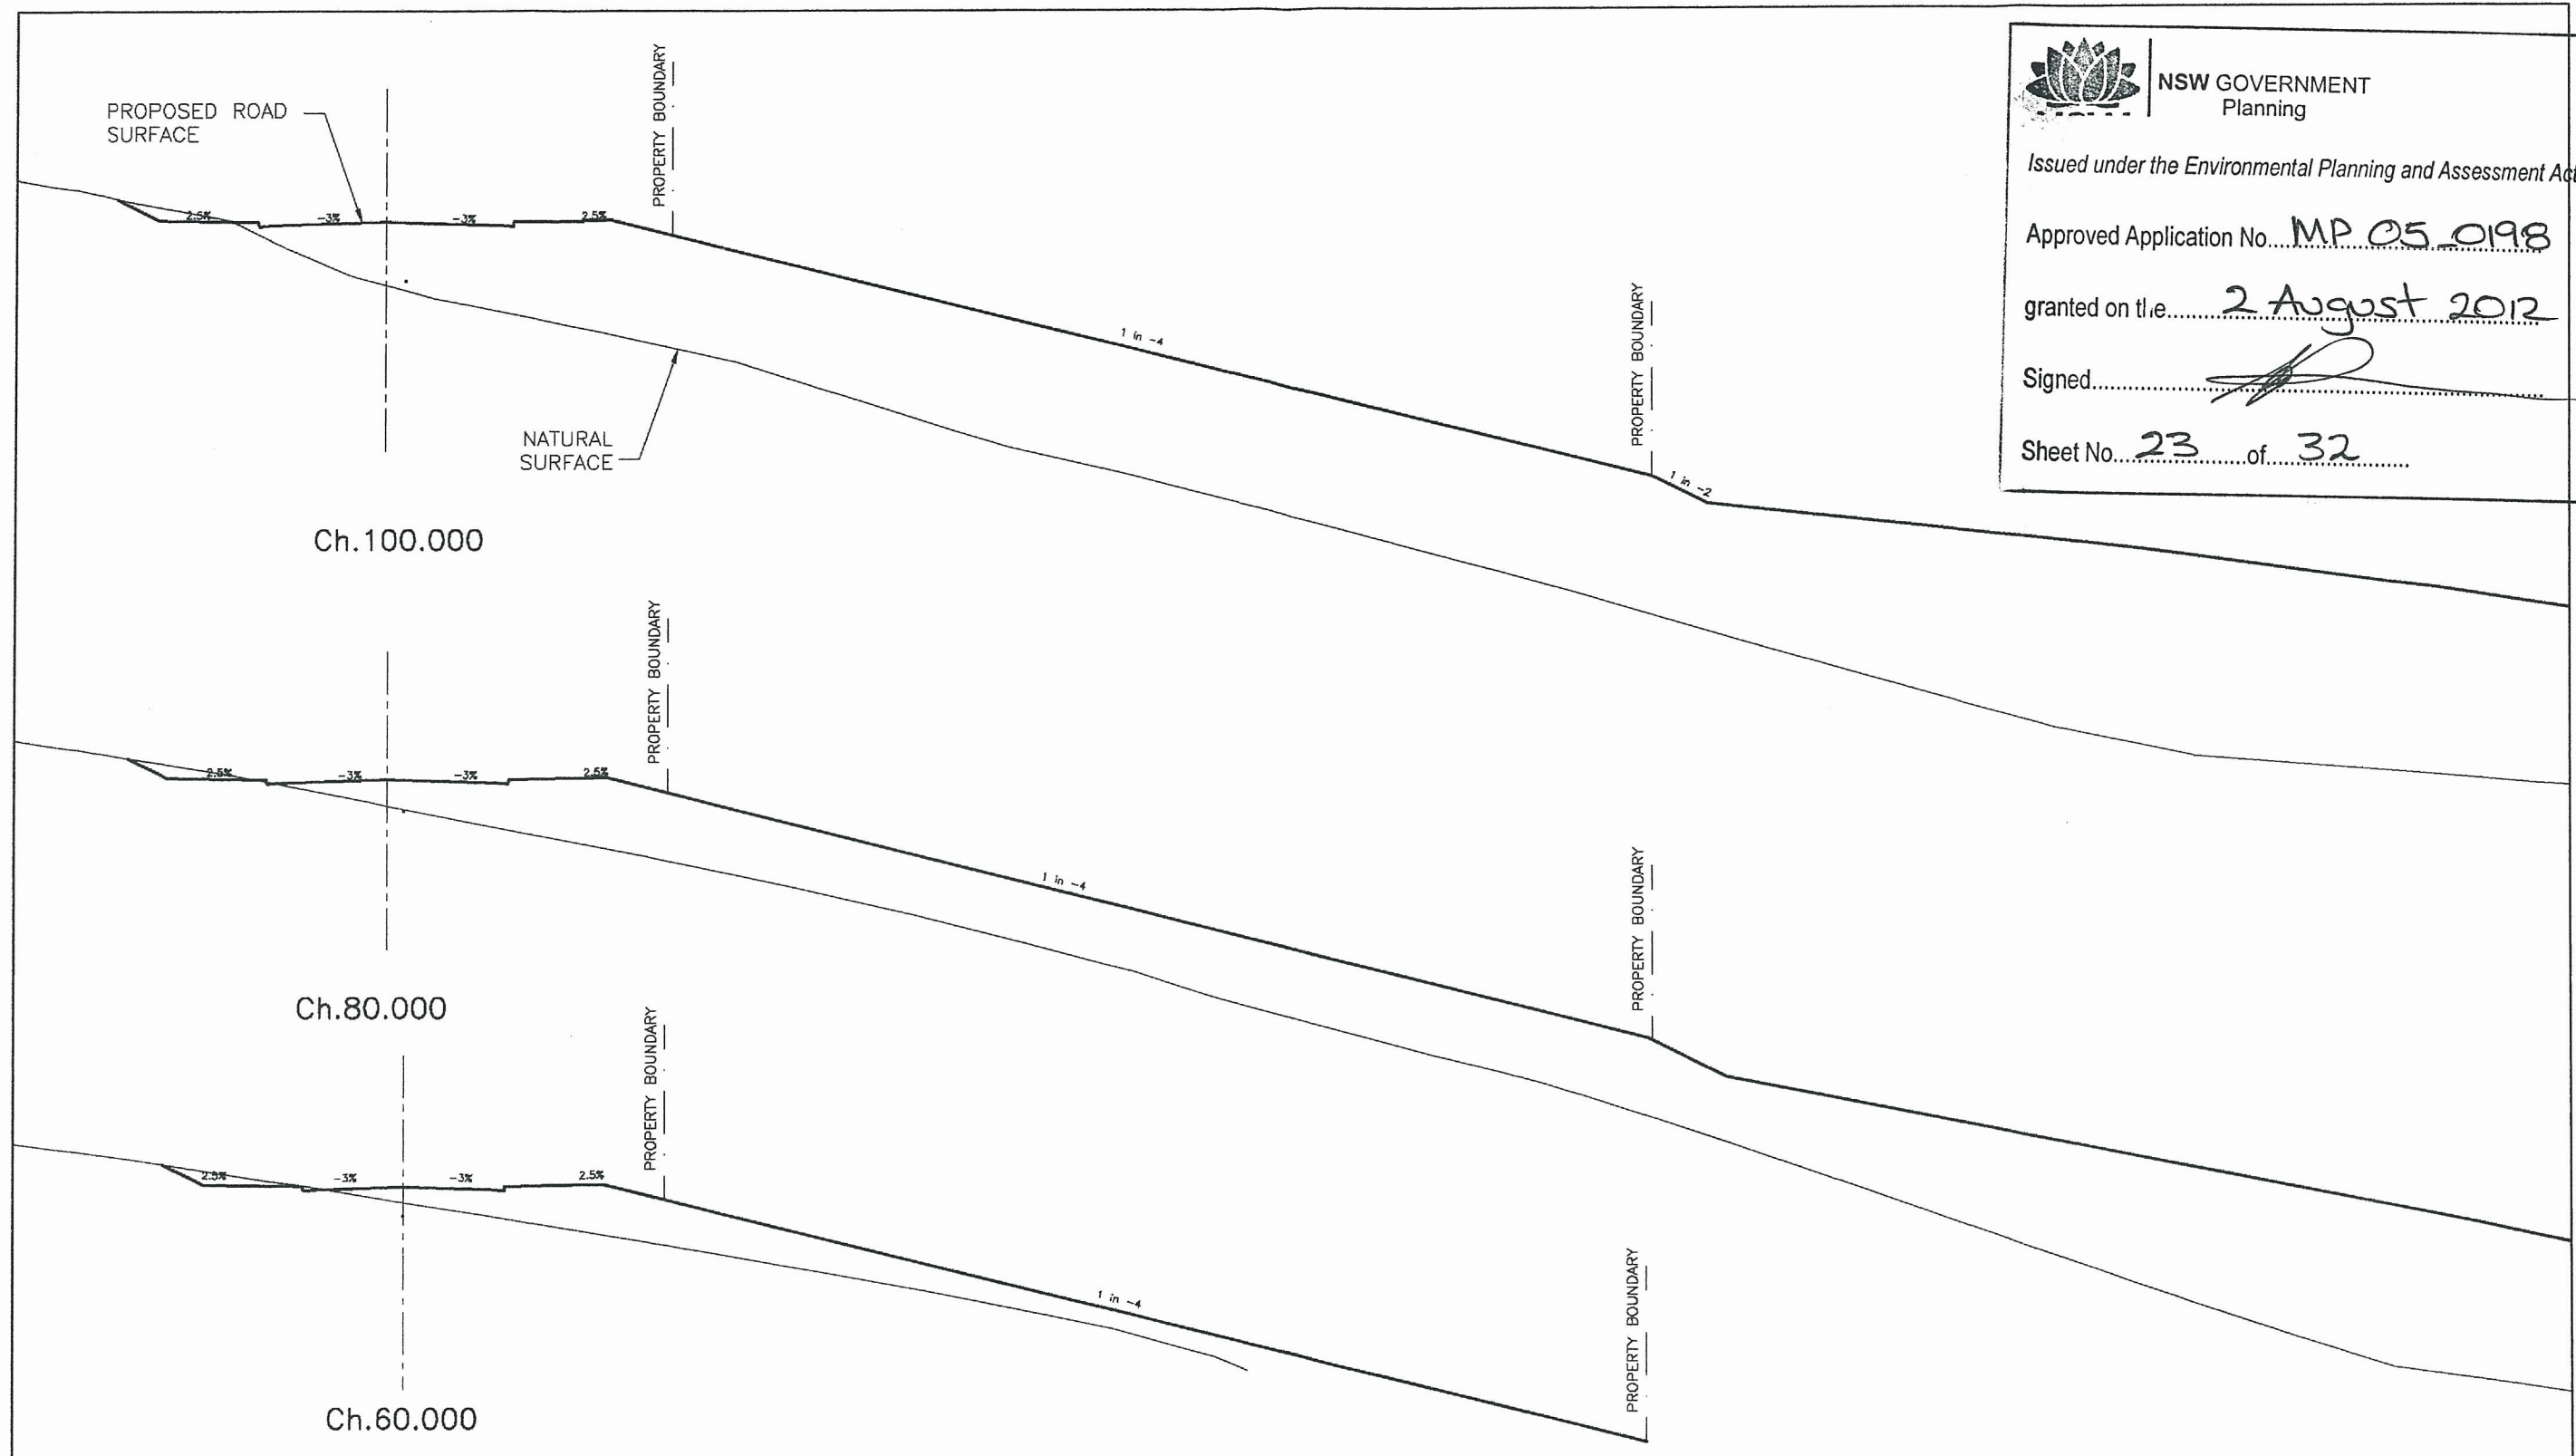 PROPOSED ROAD
SURFACE
PROPERTY BOUNDARY
2.5%
-3%
-3%
2.5%
1 in -4
PROPERTY BOUNDARY
1 in -2
NATURAL
SURFACE
Ch.100.000
NSW GOVERNMENT
Planning
Issued under the Environmental Planning and Assessment Act
Approved Application No....MP 05_0198
granted on the........2 August 2012
Signed
Sheet No...23......of...32
PROPERTY BOUNDARY
2.5%
-3%
-3%
2.5%
1 in -4
PROPERTY BOUNDARY
Ch.80.000
PROPERTY BOUNDARY
2.5%
-3%
-3%
2.5%
1 in -4
PROPERTY BOUNDARY
Ch.60.000